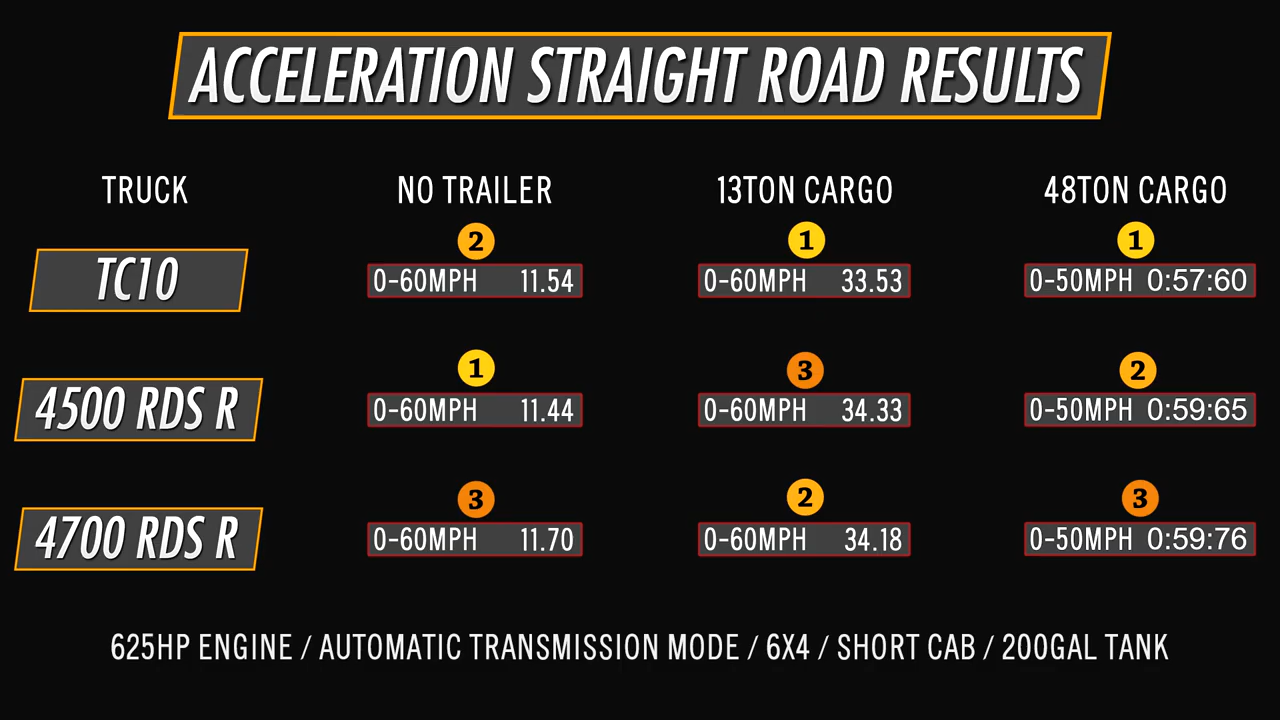 ACCELERATION STRAIGHT ROAD RESULTS
TRUCK NO TRAILER 13TON CARGO 48TON CARGO
2 1 1
TC10 0-60MPH 11.54 0-60MPH 33.53 0-50MPH 0:57:60
1 3 2
4500 RDS R 0-60MPH 11.44 0-60MPH 34.33 0-50MPH 0:59:65
3 2 3
4700 RDS R 0-60MPH 11.70 0-60MPH 34.18 0-50MPH 0:59:76
625HP ENGINE / AUTOMATIC TRANSMISSION MODE / 6X4 / SHORT CAB / 200GAL TANK